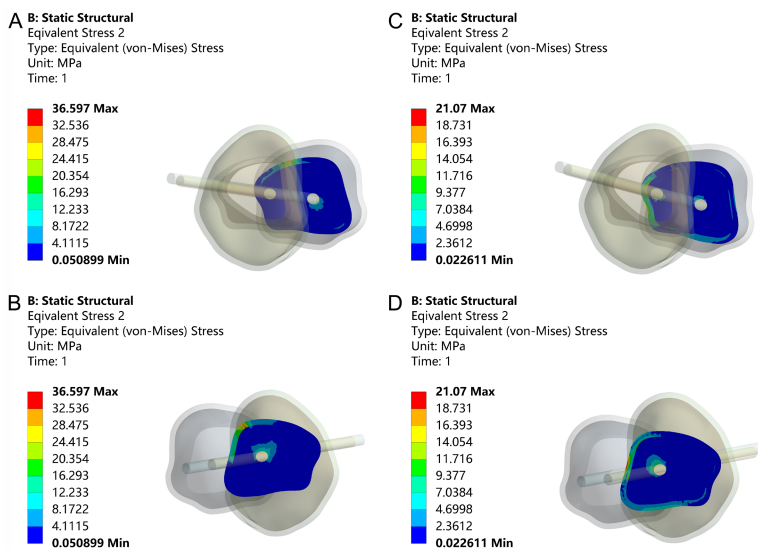 A
B: Static Structural
Eqivalent Stress 2
Type: Equivalent (von-Mises) Stress
Unit: MPa
Time: 1
36.597 Max
32.536
28.475
24.415
20.354
16.293
12.233
8.1722
4.1115
0.050899 Min
C
B: Static Structural
Eqivalent Stress 2
Type: Equivalent (von-Mises) Stress
Unit: MPa
Time: 1
21.07 Max
18.731
16.393
14.054
11.716
9.377
7.0384
4.6998
2.3612
0.022611 Min
B
B: Static Structural
Eqivalent Stress 2
Type: Equivalent (von-Mises) Stress
Unit: MPa
Time: 1
36.597 Max
32.536
28.475
24.415
20.354
16.293
12.233
8.1722
4.1115
0.050899 Min
D
B: Static Structural
Eqivalent Stress 2
Type: Equivalent (von-Mises) Stress
Unit: MPa
Time: 1
21.07 Max
18.731
16.393
14.054
11.716
9.377
7.0384
4.6998
2.3612
0.022611 Min